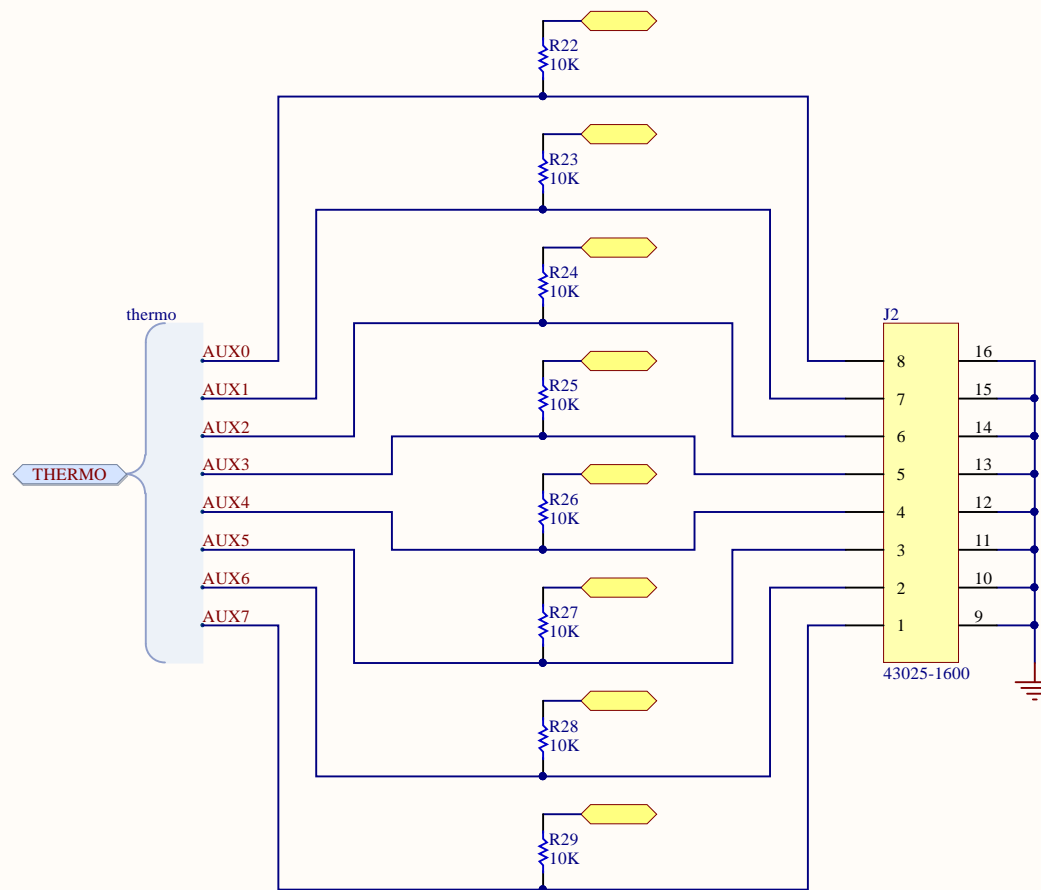 R22
10K
R23
10K
R24
10K
thermo
J2
AUX0
8
16
R25
10K
AUX1
7
15
AUX2
6
14
THERMO
AUX3
5
13
R26
10K
AUX4
4
12
AUX5
3
11
AUX6
2
10
R27
10K
AUX7
1
9
43025-1600
R28
10K
R29
10K